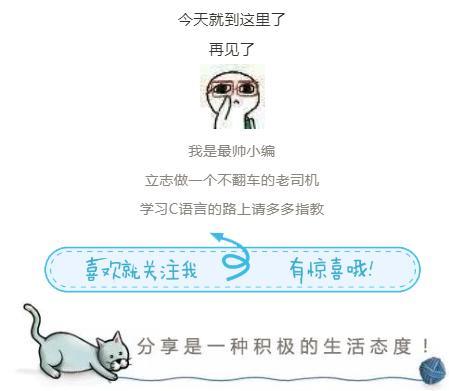 今天就到这里了
再见了
我是最帅小编
立志做一个不翻车的老司机
学习C语言的路上请多多指教
喜欢就关注我 有惊喜哦!
分享是一种积极的生活态度!